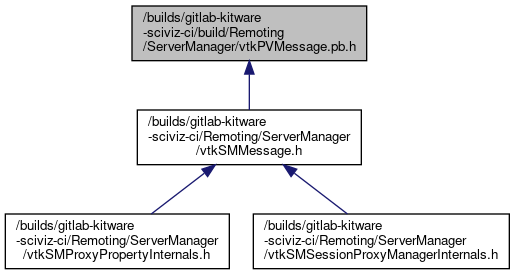 /builds/gitlab-kitware
-sciviz-ci/build/Remoting
/ServerManager/vtkPVMessage.pb.h
/builds/gitlab-kitware
-sciviz-ci/Remoting/ServerManager
/vtkSMMessage.h
/builds/gitlab-kitware
-sciviz-ci/Remoting/ServerManager
/vtkSMProxyPropertyInternals.h
/builds/gitlab-kitware
-sciviz-ci/Remoting/ServerManager
/vtkSMSessionProxyManagerInternals.h